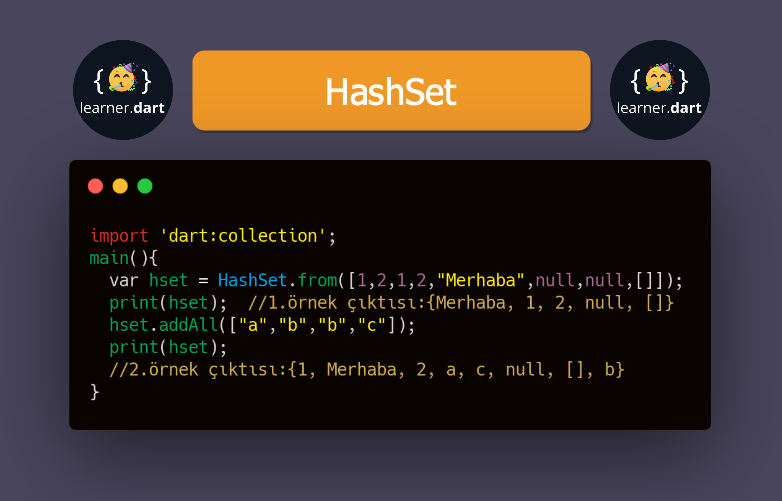 { }
learner.dart
HashSet
{ }
learner.dart
import 'dart:collection';
main(){
  var hset = HashSet.from([1,2,1,2,"Merhaba",null,null,[]]);
  print(hset);  //1.örnek çıktısı:{Merhaba, 1, 2, null, []}
  hset.addAll(["a","b","b","c"]);
  print(hset);
  //2.örnek çıktısı:{1, Merhaba, 2, a, c, null, [], b}
}